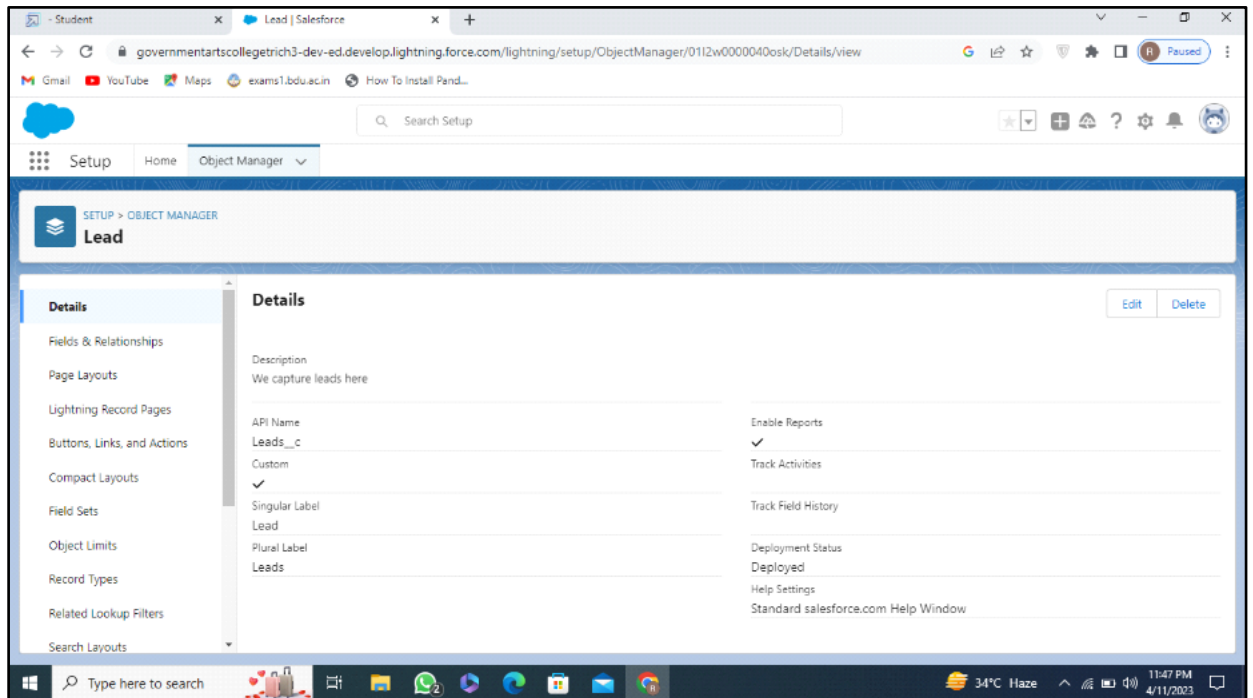 - Student
Lead | Salesforce
governmentartscollegetrich3-dev-ed.develop.lightning.force.com/lightning/setup/ObjectManager/01I2w0000040osk/Details/view
Paused
Gmail YouTube Maps exams1.bdu.ac.in How To Install Pand...
Search Setup
Setup Home Object Manager
SETUP > OBJECT MANAGER
Lead
Details
Fields & Relationships
Page Layouts
Lightning Record Pages
Buttons, Links, and Actions
Compact Layouts
Field Sets
Object Limits
Record Types
Related Lookup Filters
Search Layouts
Details
Edit Delete
Description
We capture leads here
API Name
Leads__c
Custom
Singular Label
Lead
Plural Label
Leads
Enable Reports
Track Activities
Track Field History
Deployment Status
Deployed
Help Settings
Standard salesforce.com Help Window
Type here to search
34°C Haze
11:47 PM
4/11/2023